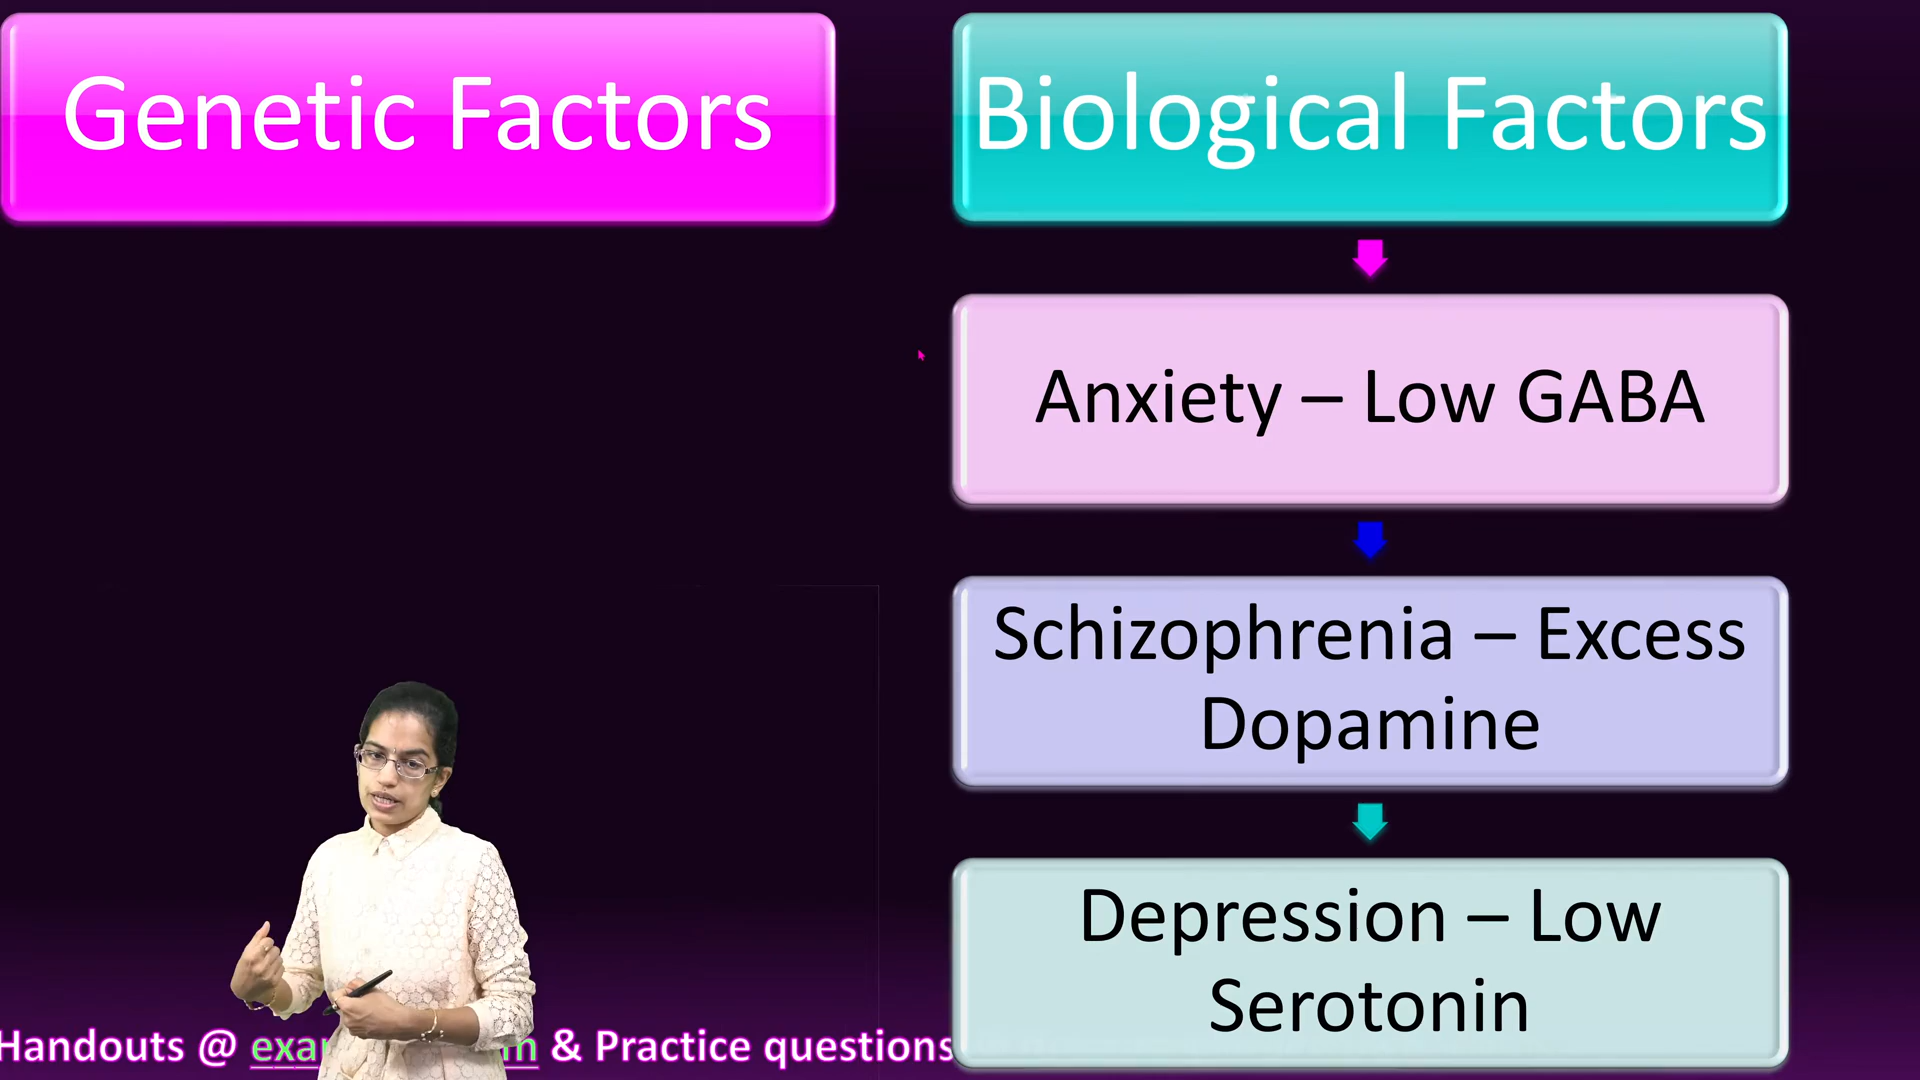 Genetic Factors
Biological Factors
Anxiety – Low GABA
Schizophrenia – Excess
Dopamine
Depression – Low
Serotonin
Handouts @ & Practice questions